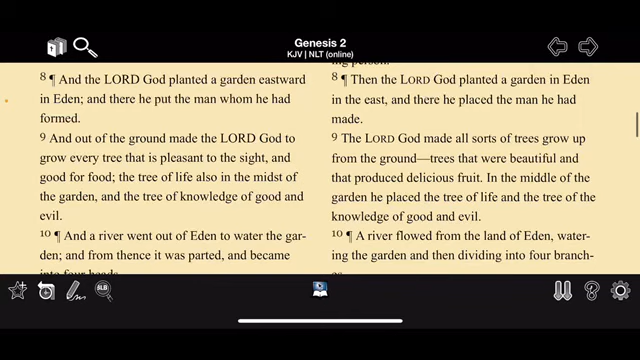 Genesis 2
KJV | NLT (online)
8 ¶ And the LORD God planted a garden eastward
in Eden; and there he put the man whom he had
formed.
9 And out of the ground made the LORD God to
grow every tree that is pleasant to the sight, and
good for food; the tree of life also in the midst of
the garden, and the tree of knowledge of good and
evil.
10 ¶ And a river went out of Eden to water the gar-
den; and from thence it was parted, and became
into four heads.
ing person.
8 ¶ Then the LORD God planted a garden in Eden
in the east, and there he placed the man he had
made.
9 The LORD God made all sorts of trees grow up
from the ground—trees that were beautiful and
that produced delicious fruit. In the middle of the
garden he placed the tree of life and the tree of the
knowledge of good and evil.
10 ¶ A river flowed from the land of Eden, water-
ing the garden and then dividing into four branch-
es.
SLB